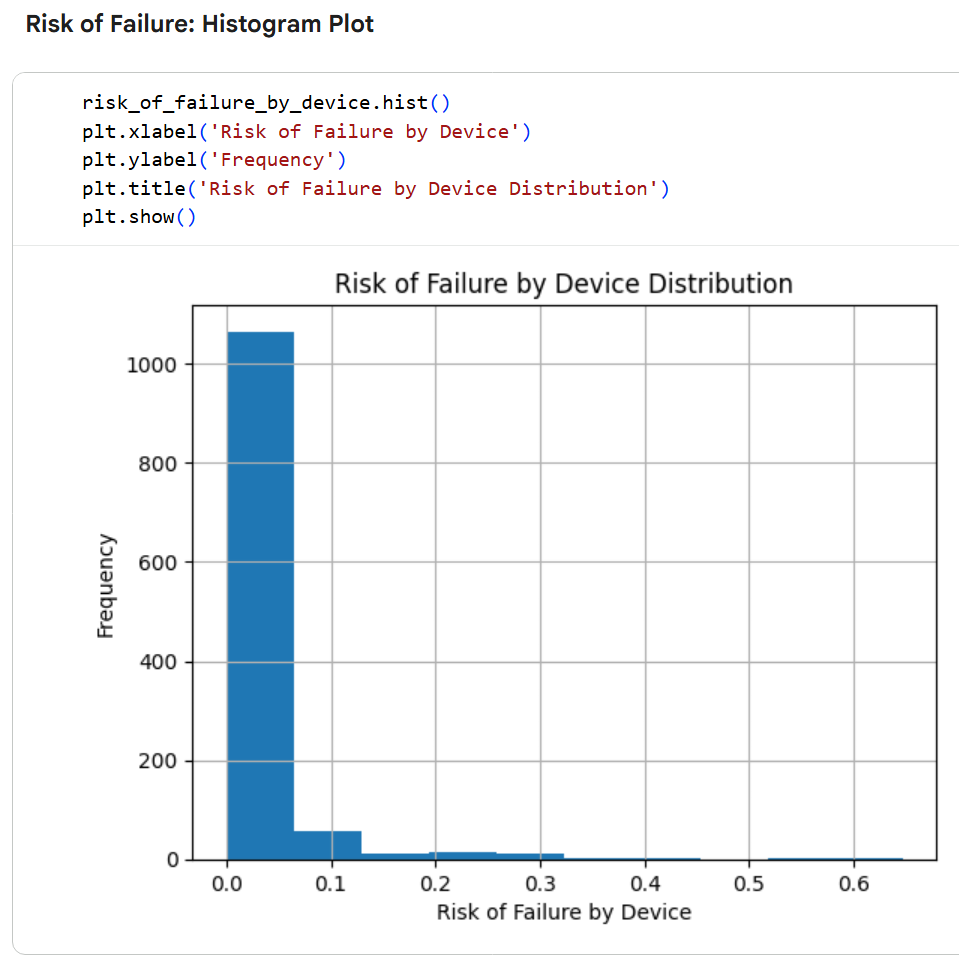 Risk of Failure: Histogram Plot
risk_of_failure_by_device.hist()
plt.xlabel('Risk of Failure by Device')
plt.ylabel('Frequency')
plt.title('Risk of Failure by Device Distribution')
plt.show()
Risk of Failure by Device Distribution
1000
800
600
400
200
0
Frequency
0.0 0.1 0.2 0.3 0.4 0.5 0.6
Risk of Failure by Device